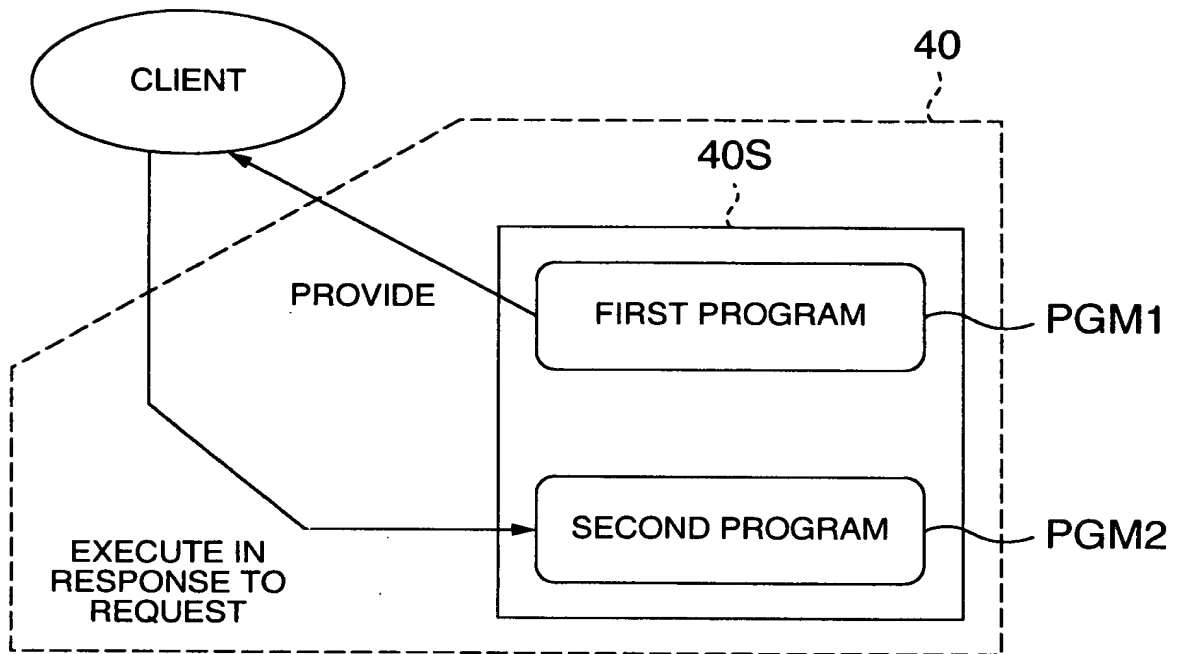 CLIENT
40
40S
PROVIDE
FIRST PROGRAM
PGM1
SECOND PROGRAM
PGM2
EXECUTE IN
RESPONSE TO
REQUEST